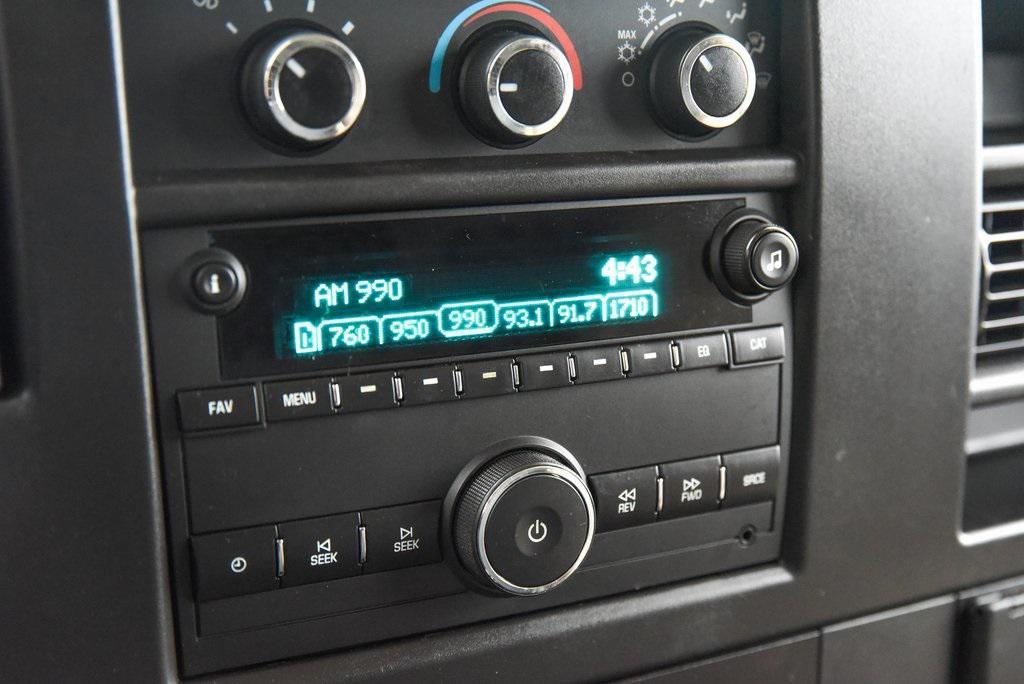 MAX
4:43
AM 990
1 760 950 990 93.1 91.7 1710
FAV MENU EQ CAT
SEEK SEEK REV FWD SRCE